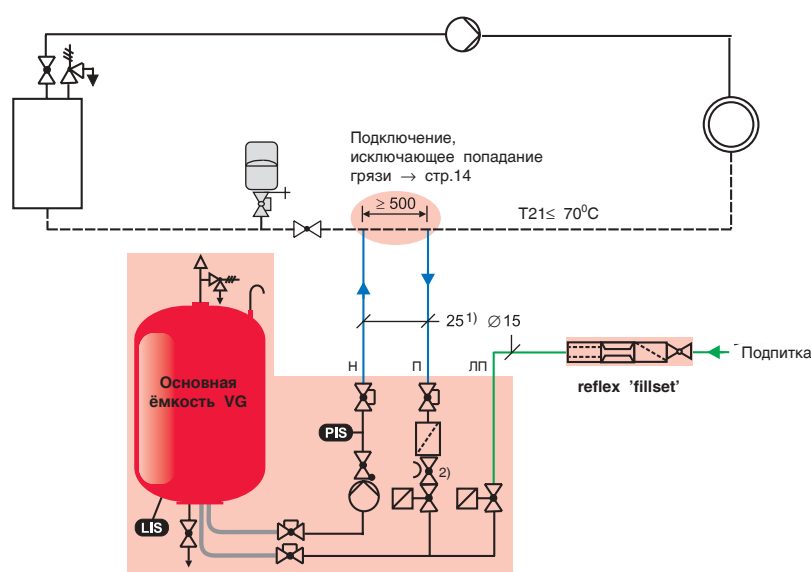 Подключение,
исключающее попадание
грязи → стр.14
≥ 500
T21≤ 70⁰C
25¹⁾ ∅15
Н
П
ЛП
Подпитка
reflex 'fillset'
Основная
ёмкость VG
PIS
2)
LIS